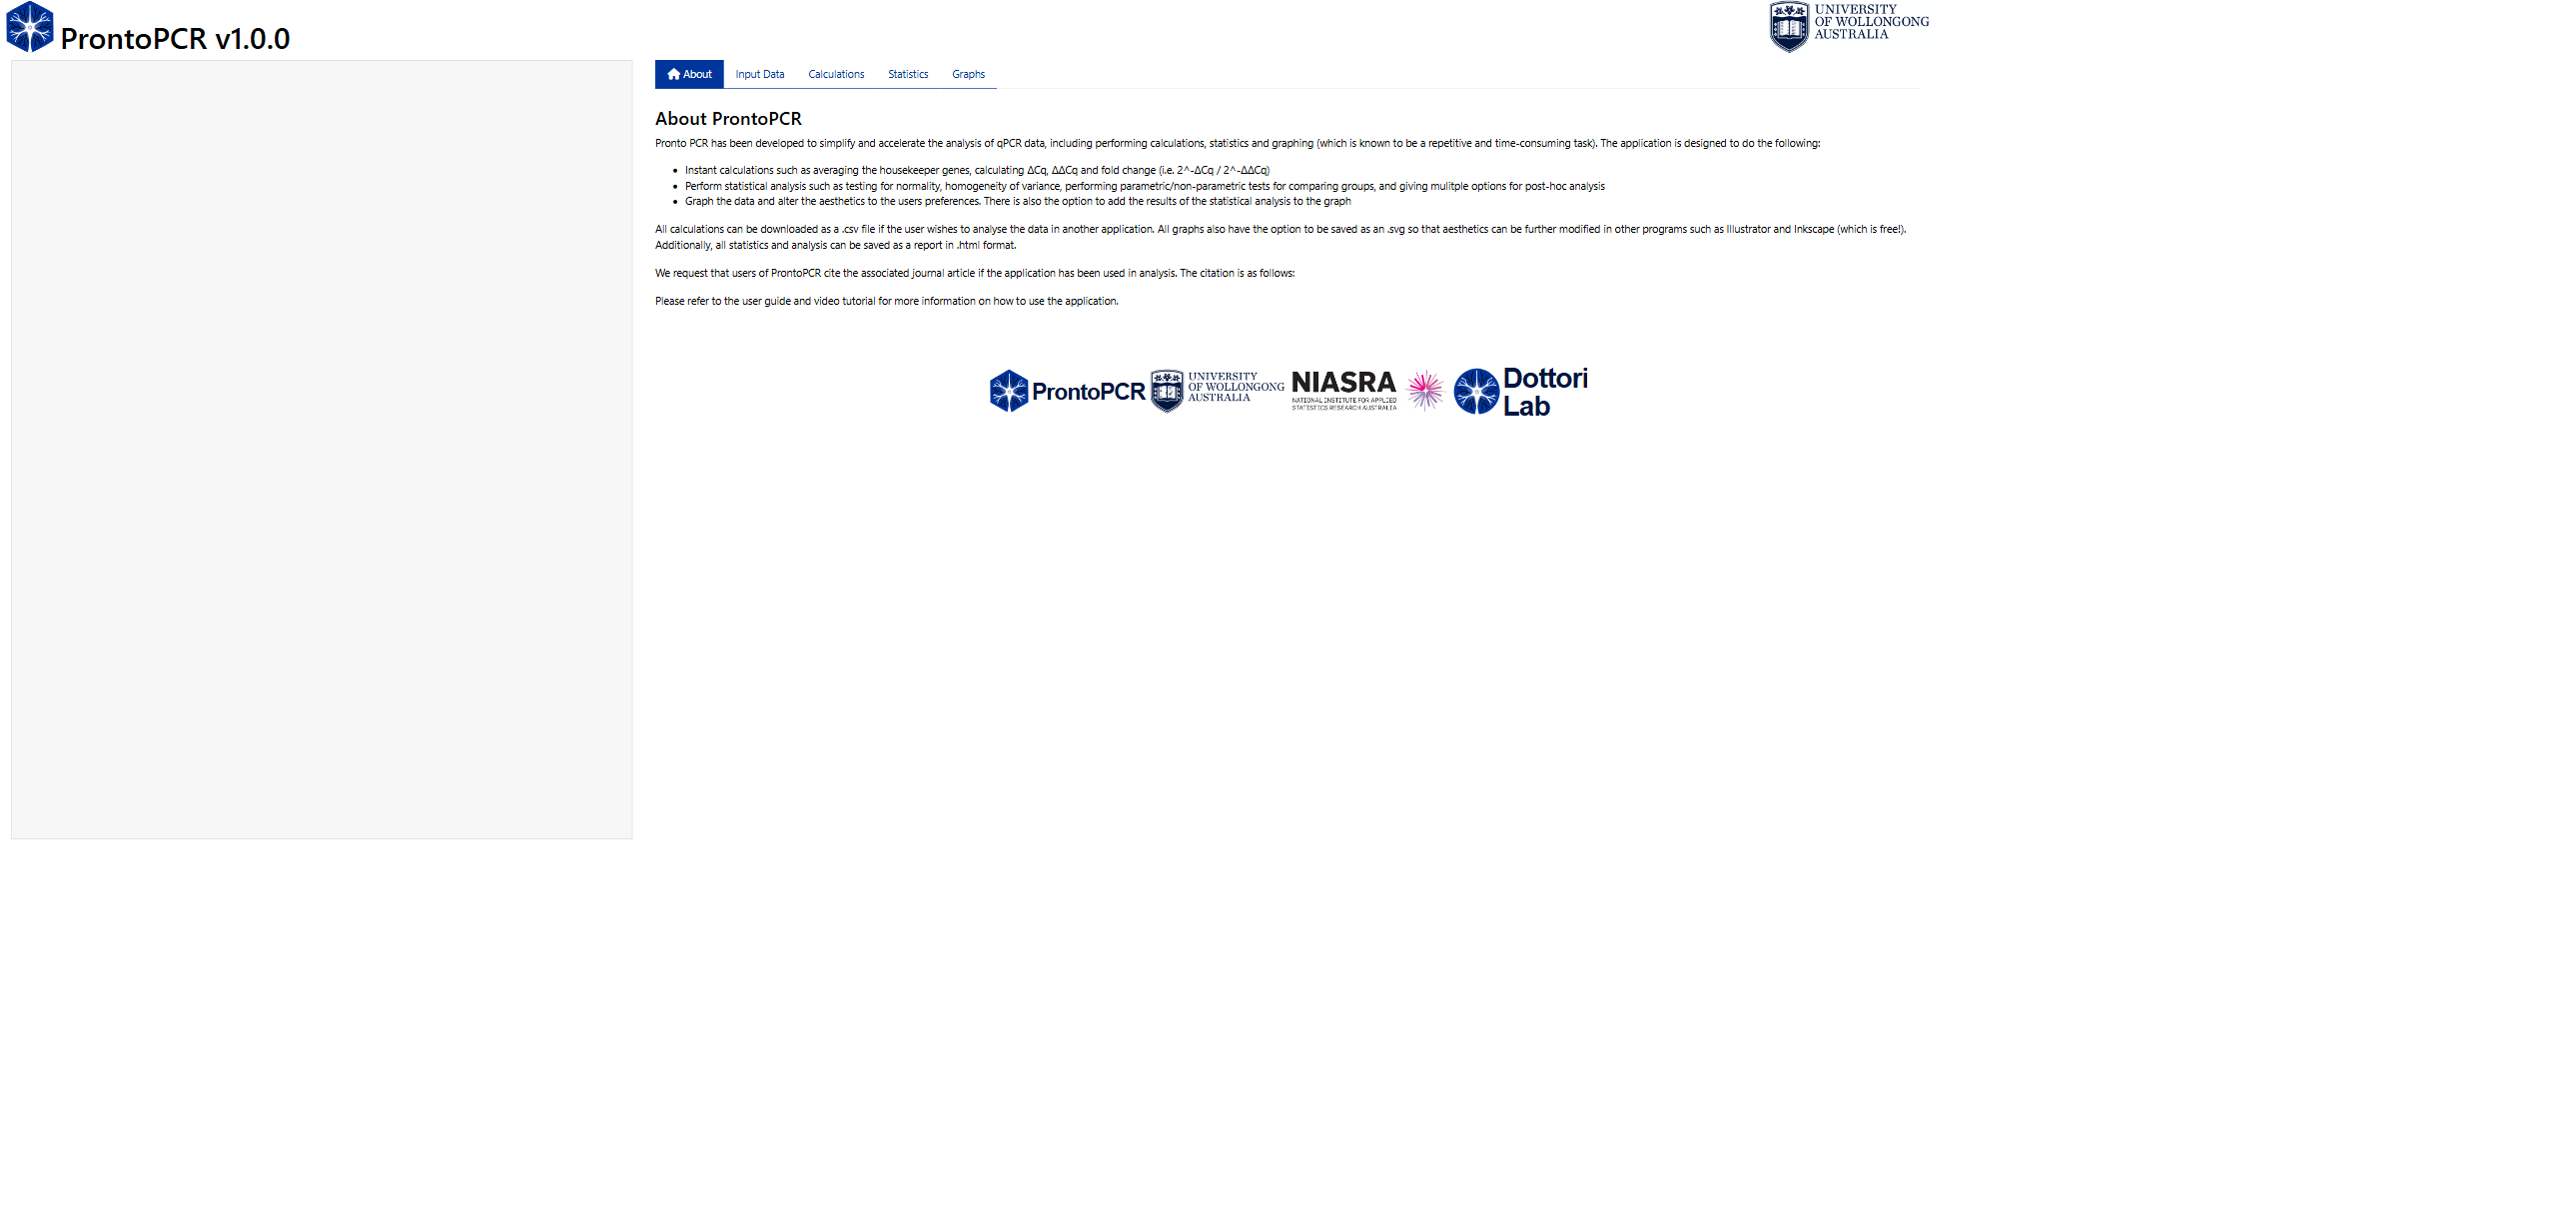 ProntoPCR v1.0.0
UNIVERSITY
OF WOLLONGONG
AUSTRALIA
About
Input Data
Calculations
Statistics
Graphs
About ProntoPCR
Pronto PCR has been developed to simplify and accelerate the analysis of qPCR data, including performing calculations, statistics and graphing (which is known to be a repetitive and time-consuming task). The application is designed to do the following:
• Instant calculations such as averaging the housekeeper genes, calculating ΔCq, ΔΔCq and fold change (i.e. 2^-ΔCq / 2^-ΔΔCq)
• Perform statistical analysis such as testing for normality, homogeneity of variance, performing parametric/non-parametric tests for comparing groups, and giving mulitple options for post-hoc analysis
• Graph the data and alter the aesthetics to the users preferences. There is also the option to add the results of the statistical analysis to the graph
All calculations can be downloaded as a .csv file if the user wishes to analyse the data in another application. All graphs also have the option to be saved as an .svg so that aesthetics can be further modified in other programs such as Illustrator and Inkscape (which is free!).
Additionally, all statistics and analysis can be saved as a report in .html format.
We request that users of ProntoPCR cite the associated journal article if the application has been used in analysis. The citation is as follows:
Please refer to the user guide and video tutorial for more information on how to use the application.
ProntoPCR
UNIVERSITY
OF WOLLONGONG
AUSTRALIA
NIASRA
NATIONAL INSTITUTE FOR APPLIED
STATISTICS RESEARCH AUSTRALIA
Dottori
Lab